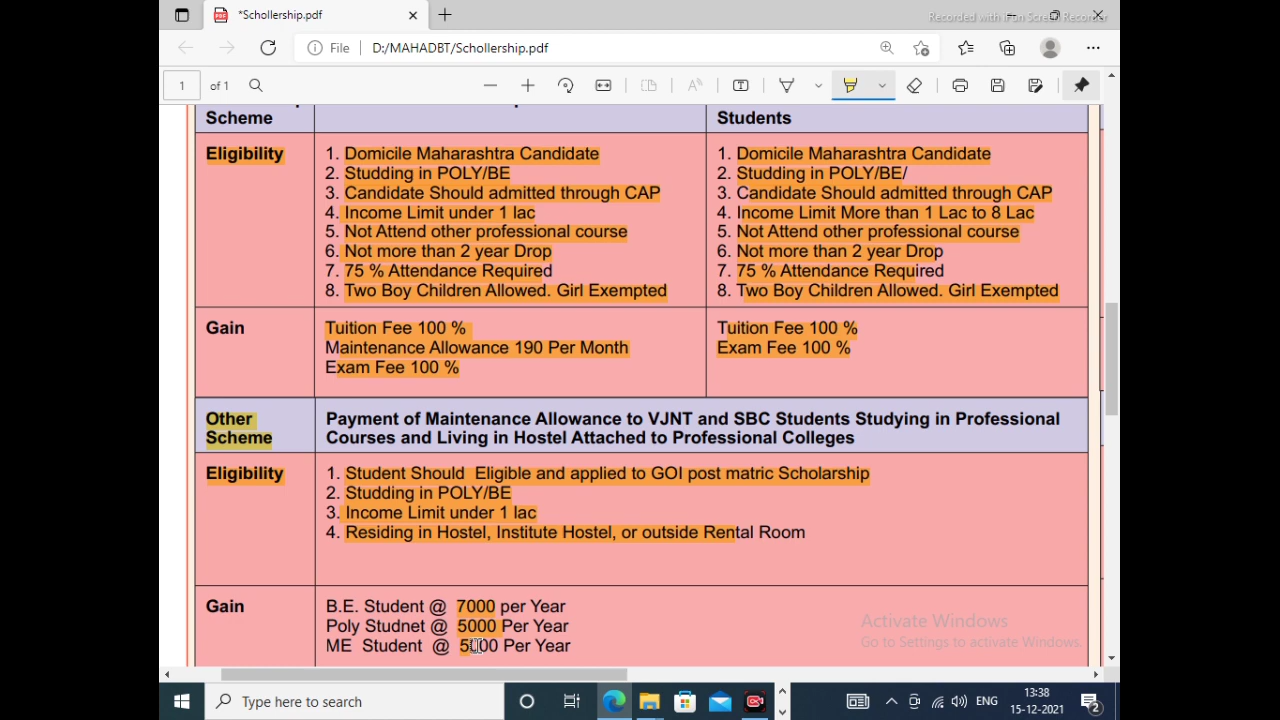 *Schollership.pdf
Recorded with iFun Screen Recorder
File D:/MAHADBT/Schollership.pdf
1 of 1
Scheme Students
Eligibility
1. Domicile Maharashtra Candidate
2. Studding in POLY/BE
3. Candidate Should admitted through CAP
4. Income Limit under 1 lac
5. Not Attend other professional course
6. Not more than 2 year Drop
7. 75 % Attendance Required
8. Two Boy Children Allowed. Girl Exempted
1. Domicile Maharashtra Candidate
2. Studding in POLY/BE/
3. Candidate Should admitted through CAP
4. Income Limit More than 1 Lac to 8 Lac
5. Not Attend other professional course
6. Not more than 2 year Drop
7. 75 % Attendance Required
8. Two Boy Children Allowed. Girl Exempted
Gain
Tuition Fee 100 %
Maintenance Allowance 190 Per Month
Exam Fee 100 %
Tuition Fee 100 %
Exam Fee 100 %
Other
Scheme
Payment of Maintenance Allowance to VJNT and SBC Students Studying in Professional
Courses and Living in Hostel Attached to Professional Colleges
Eligibility
1. Student Should Eligible and applied to GOI post matric Scholarship
2. Studding in POLY/BE
3. Income Limit under 1 lac
4. Residing in Hostel, Institute Hostel, or outside Rental Room
Gain
B.E. Student @ 7000 per Year
Poly Studnet @ 5000 Per Year
ME Student @ 5000 Per Year
Activate Windows
Go to Settings to activate Windows.
Type here to search
ENG
13:38
15-12-2021
2